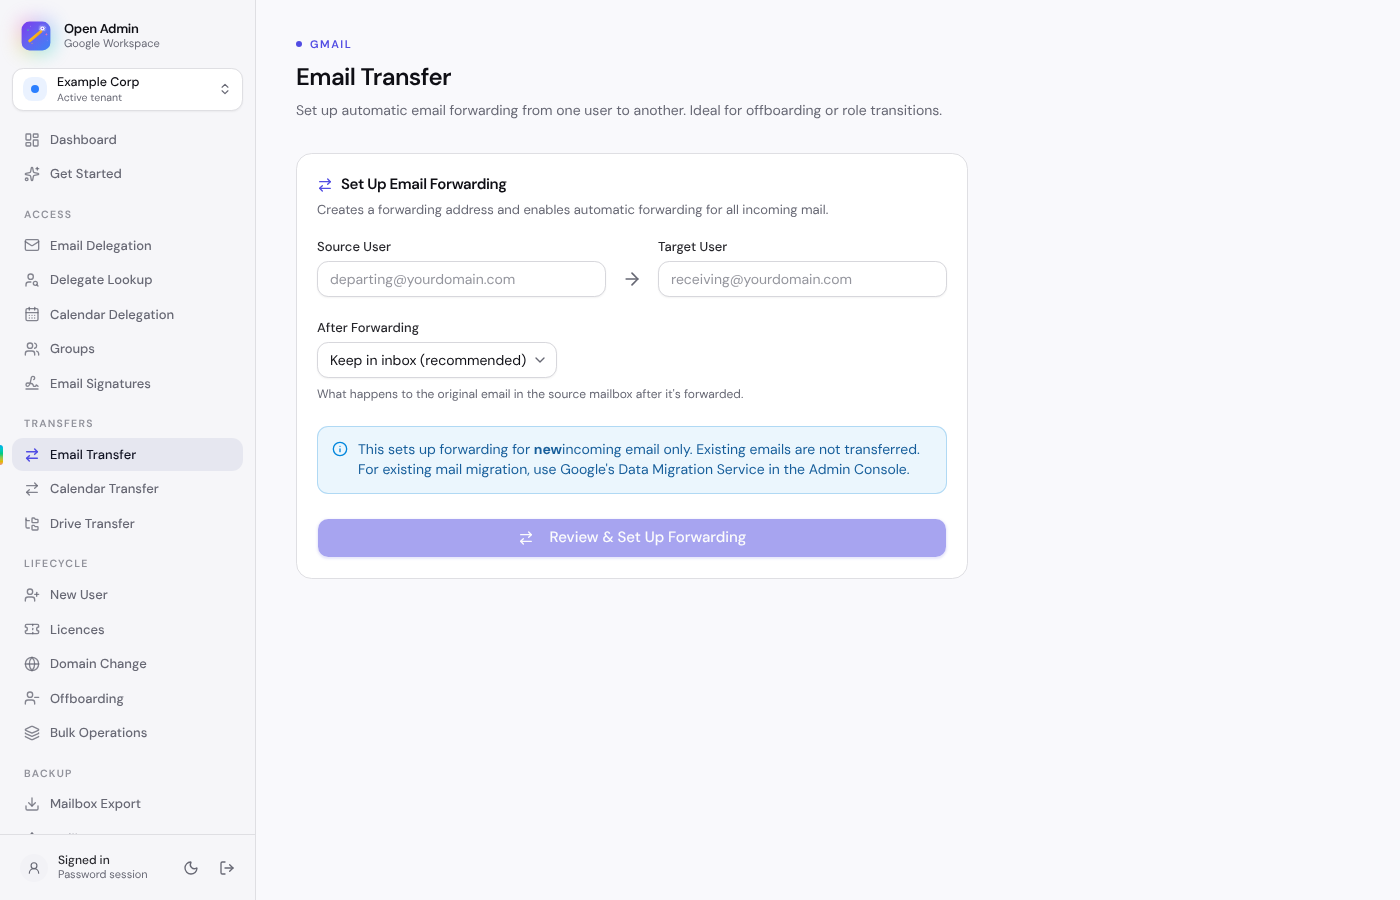 Open Admin
Google Workspace
Example Corp
Active tenant
Dashboard
Get Started
ACCESS
Email Delegation
Delegate Lookup
Calendar Delegation
Groups
Email Signatures
TRANSFERS
Email Transfer
Calendar Transfer
Drive Transfer
LIFECYCLE
New User
Licences
Domain Change
Offboarding
Bulk Operations
BACKUP
Mailbox Export
Signed in
Password session
GMAIL
Email Transfer
Set up automatic email forwarding from one user to another. Ideal for offboarding or role transitions.
Set Up Email Forwarding
Creates a forwarding address and enables automatic forwarding for all incoming mail.
Source User
Target User
departing@yourdomain.com
receiving@yourdomain.com
After Forwarding
Keep in inbox (recommended)
What happens to the original email in the source mailbox after it's forwarded.
This sets up forwarding for newincoming email only. Existing emails are not transferred.
For existing mail migration, use Google's Data Migration Service in the Admin Console.
Review & Set Up Forwarding